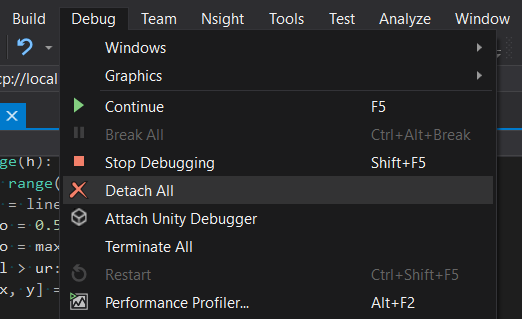 Build Debug Team Nsight Tools Test Analyze Window
Windows
Graphics
cp://local
Continue F5
Break All Ctrl+Alt+Break
ge(h): Stop Debugging Shift+F5
range( Detach All
= line Attach Unity Debugger
o = 0.5
o = max Terminate All
l > ur: Restart Ctrl+Shift+F5
x, y] = Performance Profiler... Alt+F2